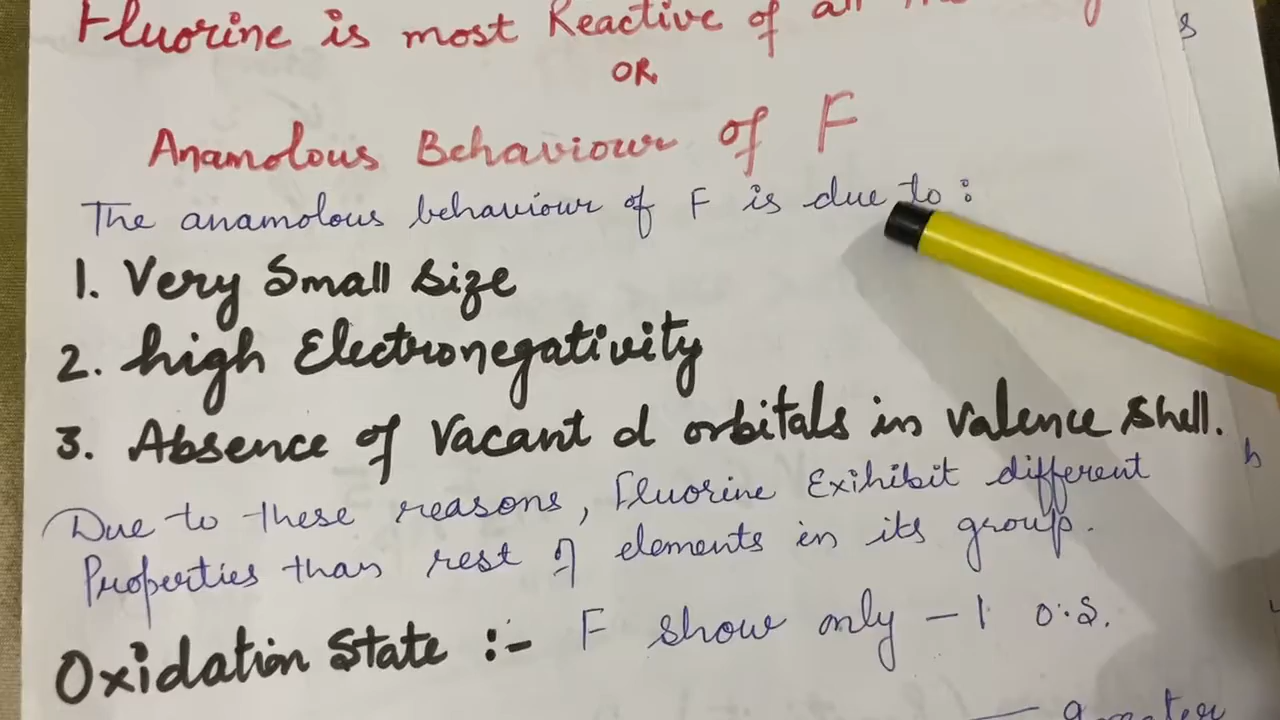 Fluorine is most Reactive of all
OR
Anamolous Behaviour of F
The anamolous behaviour of F is due to :
1. Very Small Size
2. high Electronegativity
3. Absence of Vacant d orbitals in Valence Shell.
Due to these reasons, Fluorine Exihibit different
Properties than rest of elements in its group.
Oxidation State :- F show only -1 o.s.
greater